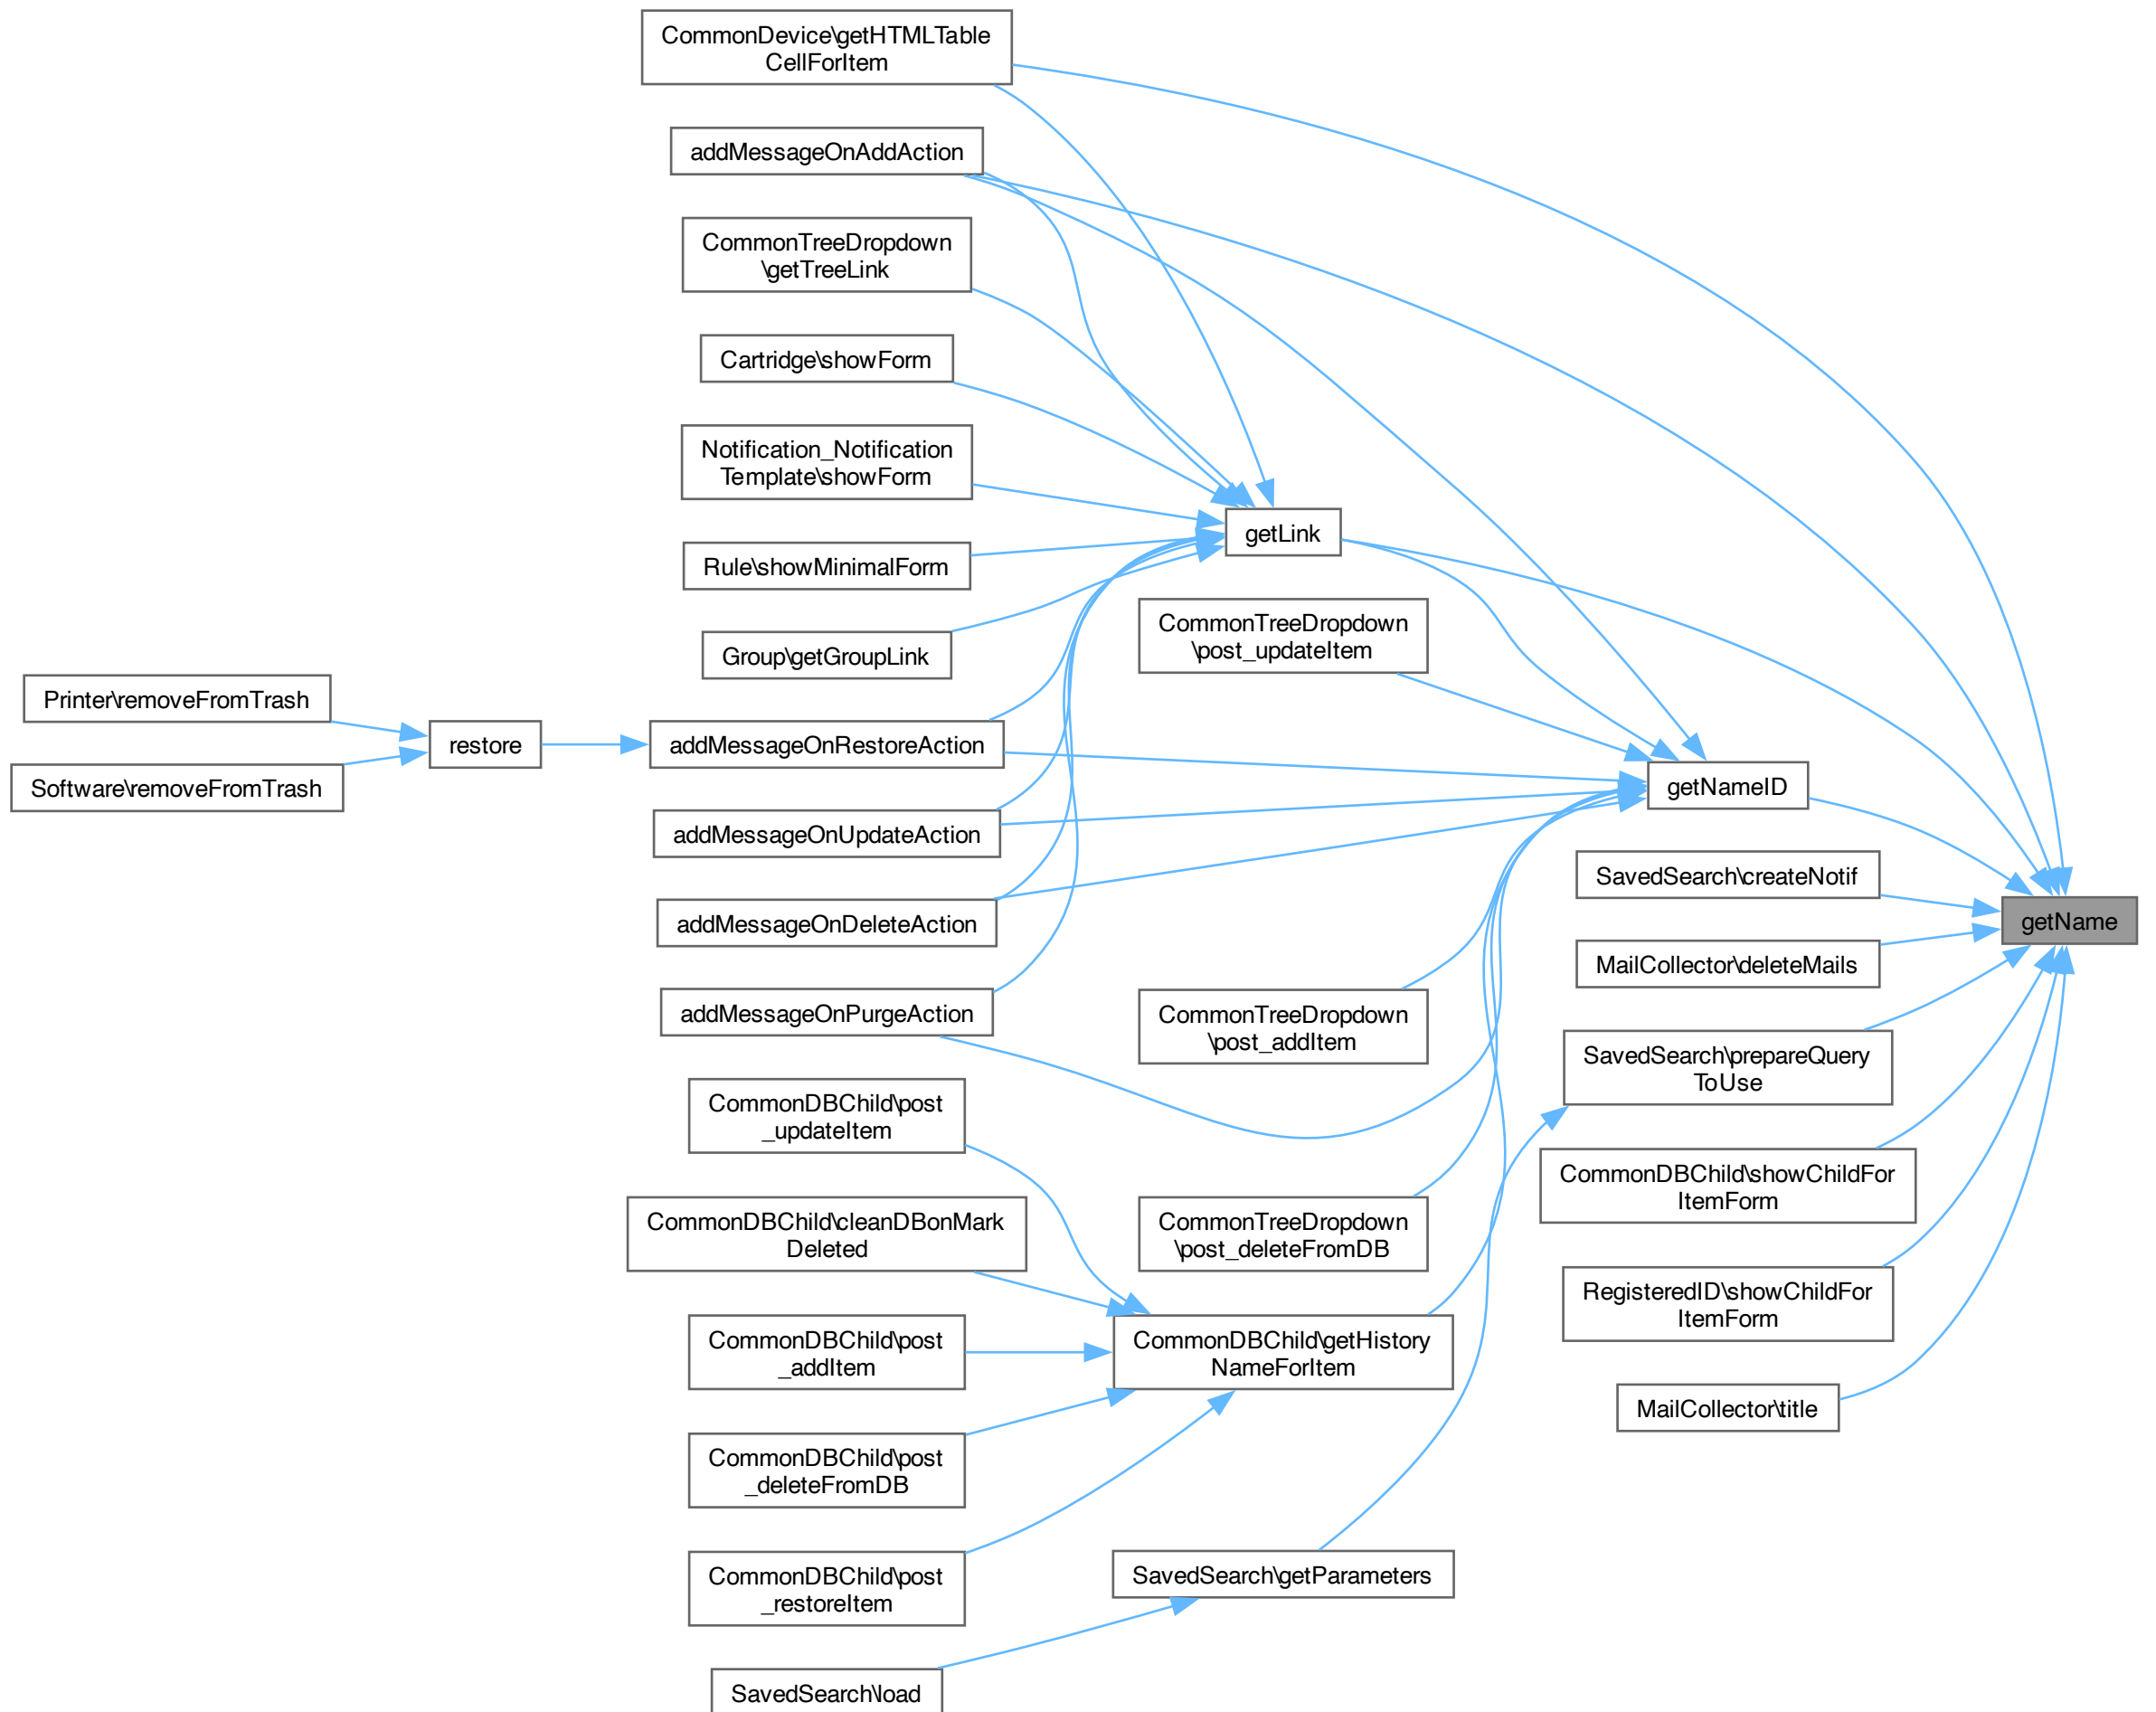 CommonDevice\getHTMLTable
CellForItem
addMessageOnAddAction
CommonTreeDropdown
\getTreeLink
Cartridge\showForm
Notification_Notification
Template\showForm
getLink
Rule\showMinimalForm
CommonTreeDropdown
\post_updateItem
Group\getGroupLink
Printer\removeFromTrash
restore
addMessageOnRestoreAction
Software\removeFromTrash
getNameID
addMessageOnUpdateAction
SavedSearch\createNotif
addMessageOnDeleteAction
getName
MailCollector\deleteMails
addMessageOnPurgeAction
CommonTreeDropdown
\post_addItem
SavedSearch\prepareQuery
ToUse
CommonDBChild\post
_updateItem
CommonDBChild\showChildFor
ItemForm
CommonDBChild\cleanDBonMark
Deleted
CommonTreeDropdown
\post_deleteFromDB
RegisteredID\showChildFor
ItemForm
CommonDBChild\post
_addItem
CommonDBChild\getHistory
NameForItem
MailCollector\title
CommonDBChild\post
_deleteFromDB
CommonDBChild\post
_restoreItem
SavedSearch\getParameters
SavedSearch\load